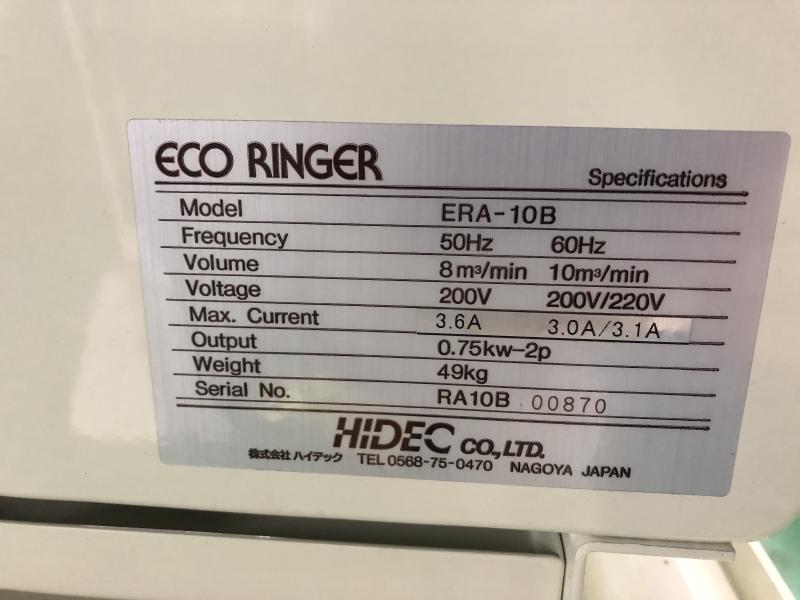 ECO RINGER Specifications
Model ERA-10B
Frequency 50Hz 60Hz
Volume 8m³/min 10m³/min
Voltage 200V 200V/220V
Max. Current 3.6A 3.0A/3.1A
Output 0.75kw-2p
Weight 49kg
Serial No. RA10B 00870
HIDEC CO.,LTD.
株式会社 ハイテック TEL 0568-75-0470 NAGOYA JAPAN